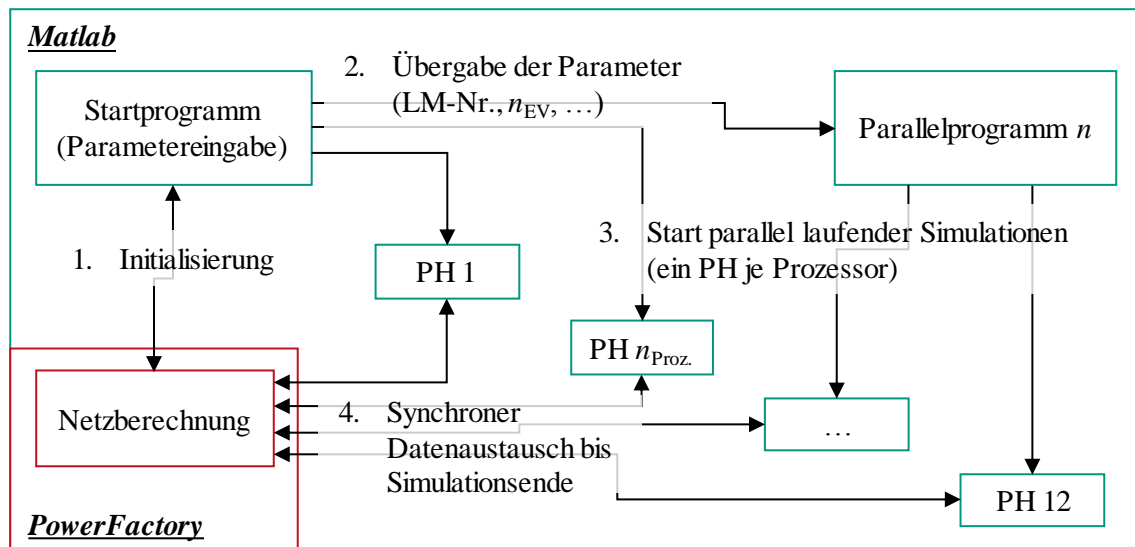 Matlab
2. Übergabe der Parameter
(LM-Nr., nEV, …)
Startprogramm
(Parametereingabe)
Parallelprogramm n
1. Initialisierung
3. Start parallel laufender Simulationen
(ein PH je Prozessor)
PH 1
PH nProz.
Netzberechnung
4. Synchroner
Datenaustausch bis
Simulationsende
…
PH 12
PowerFactory